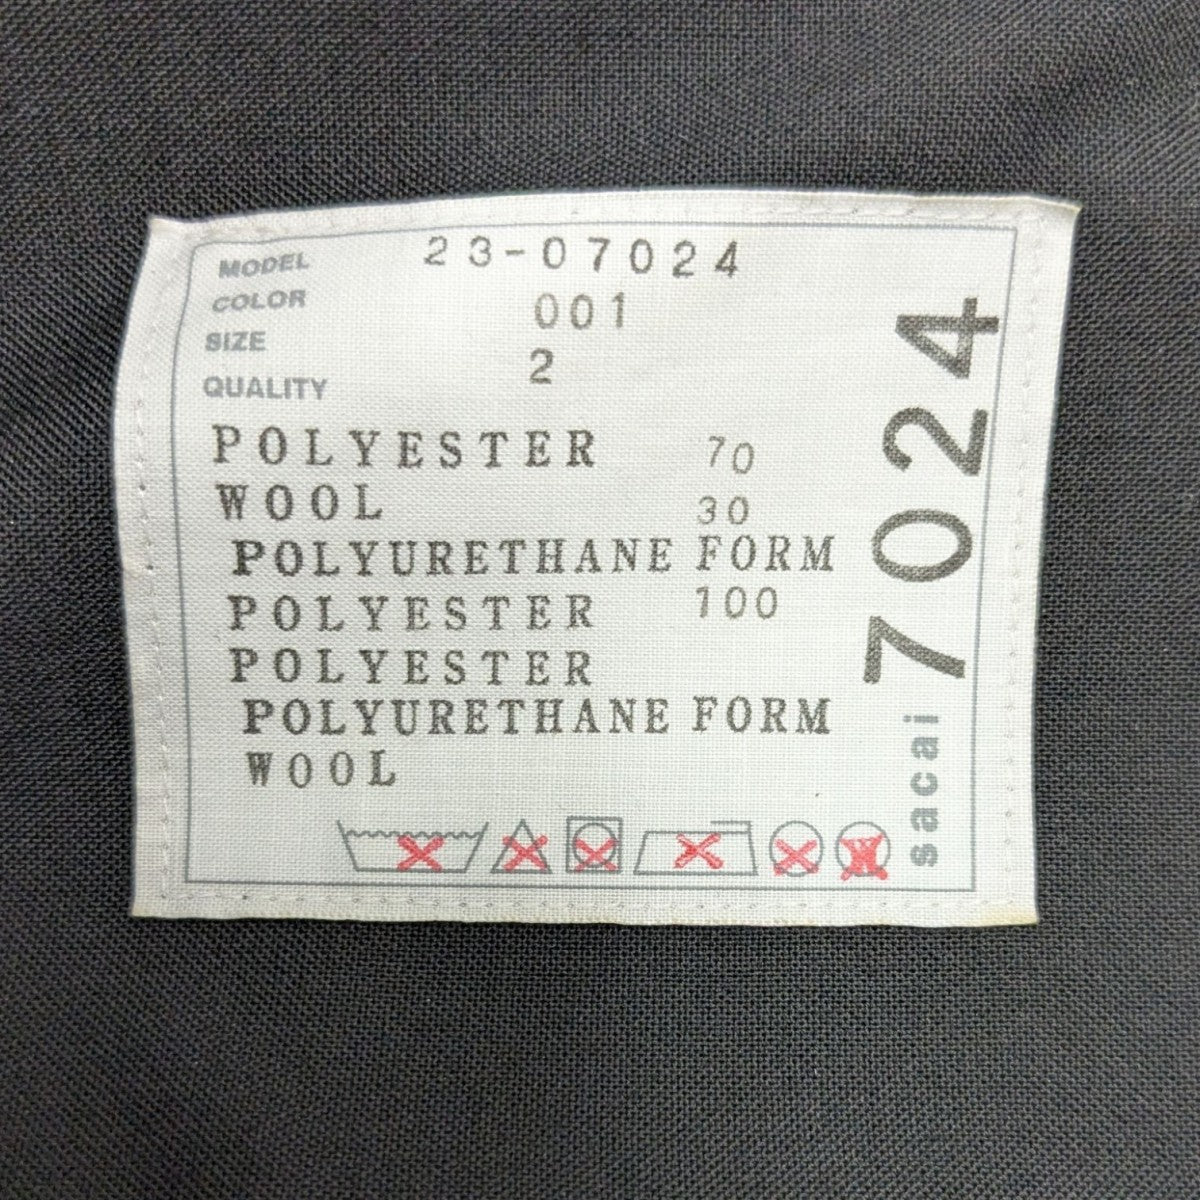 MODEL 23-07024
COLOR 001
SIZE 2
QUALITY
POLYESTER 70
WOOL 30
POLYURETHANE FORM
POLYESTER 100
POLYESTER
POLYURETHANE FORM
WOOL
sacai 7024